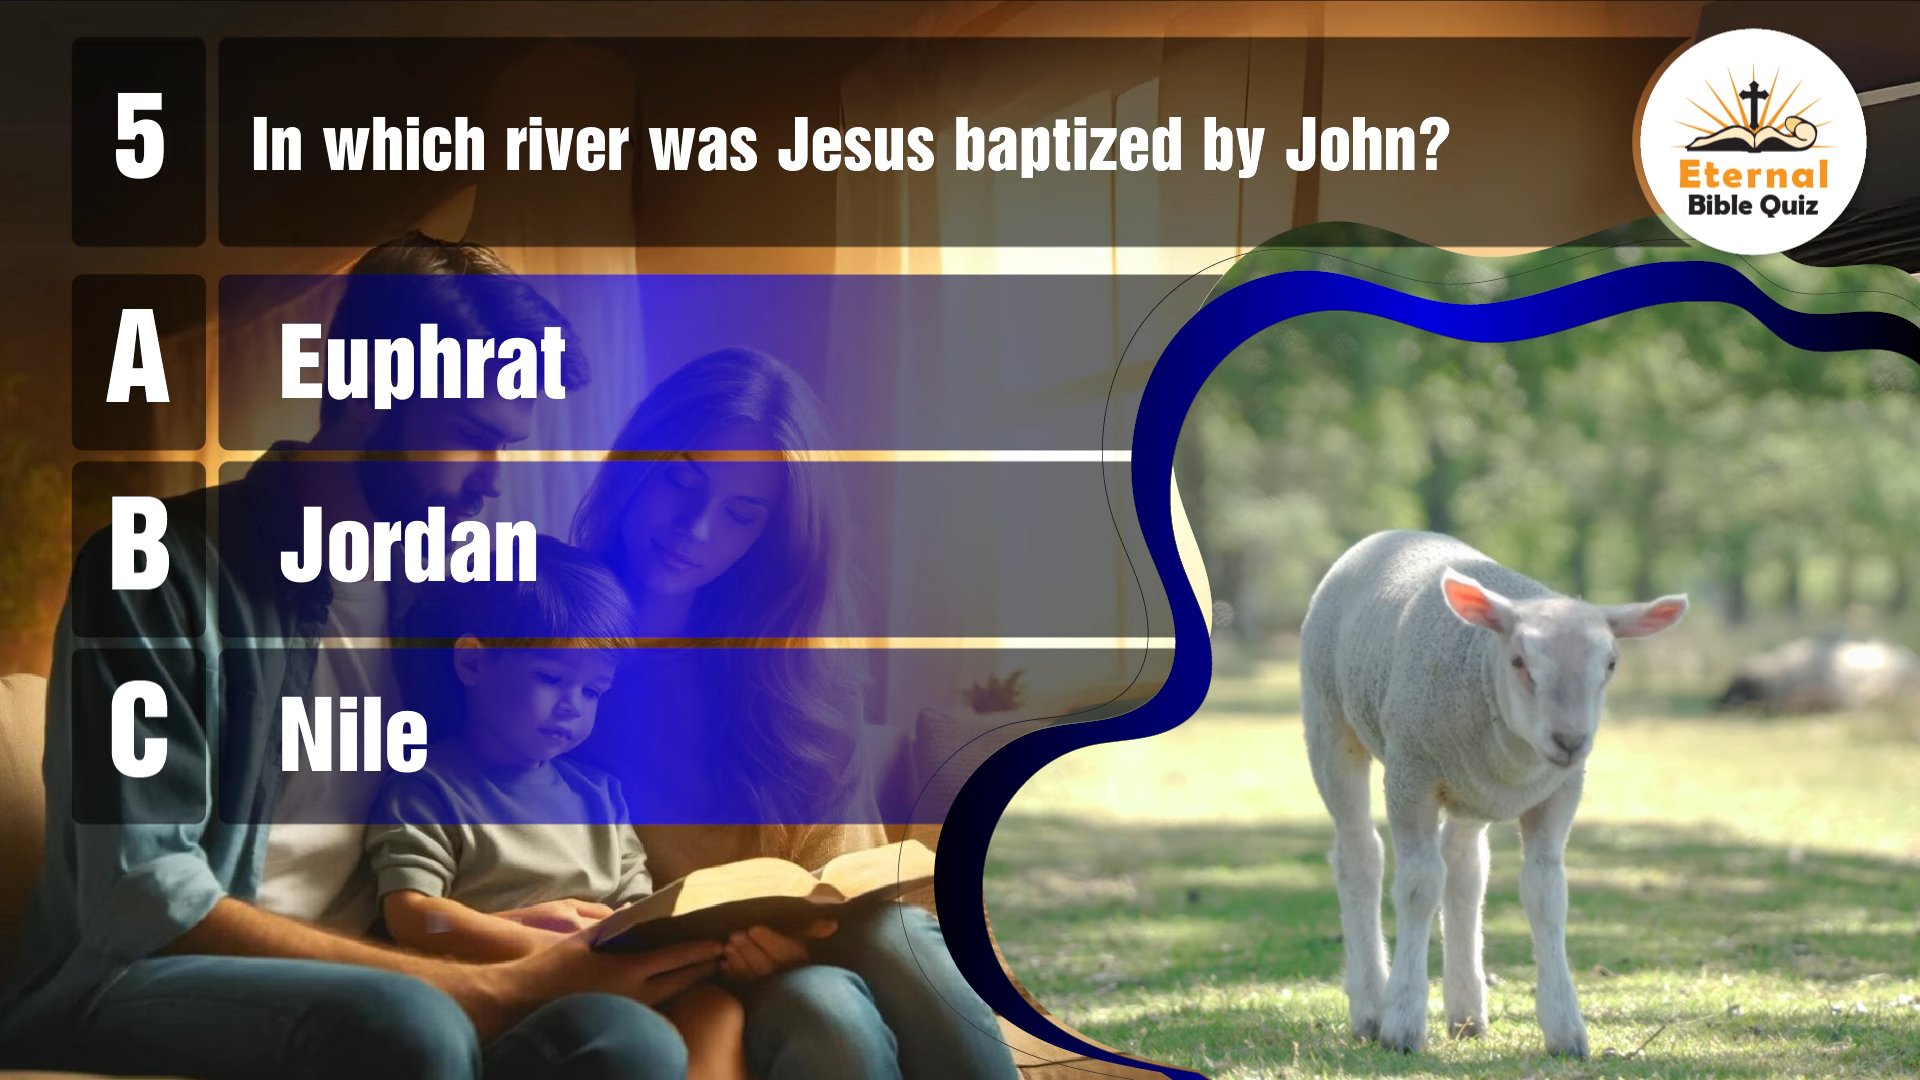 5
In which river was Jesus baptized by John?
Eternal
Bible Quiz
A
Euphrat
B
Jordan
C
Nile